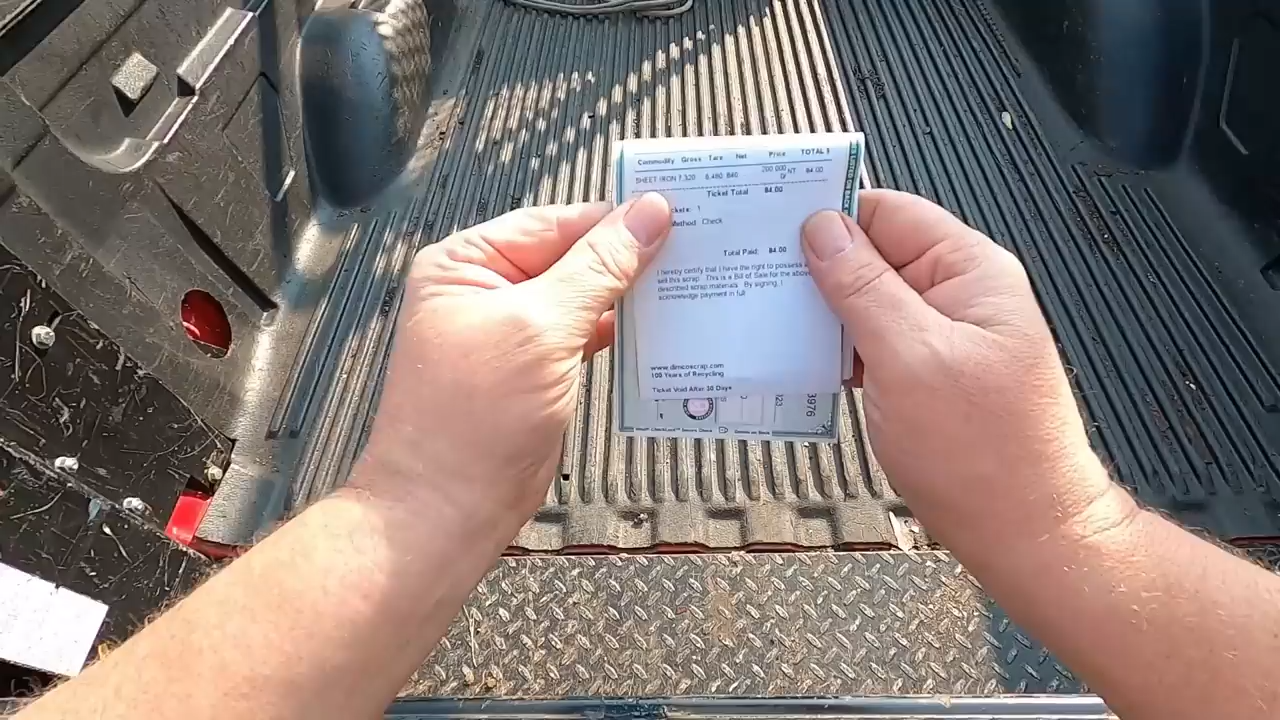 Commodity Gross Tare Net Price TOTAL $
SHEET IRON 7,320 6,480 840 200.000 NT 84.00
Ticket Total 84.00
1
Method Check
Total Paid: 84.00
I hereby certify that I have the right to possess
sell this scrap. This is a Bill of Sale for the above
described scrap materials. By signing, I
acknowledge payment in full
www.dimcoscrap.com
100 Years of Recycling
Ticket Void After 30 Days
3976